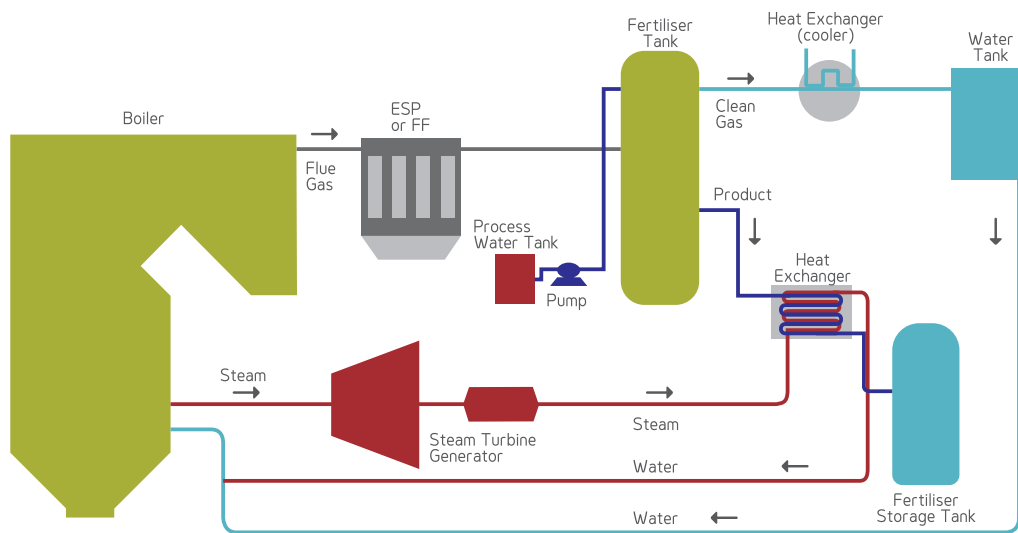 Heat Exchanger
(cooler)
Fertiliser
Tank
Water
Tank
Boiler
ESP
or FF
Clean
Gas
Flue
Gas
Product
Process
Water Tank
Heat
Exchanger
Pump
Steam
Steam
Steam Turbine
Generator
Water
Fertiliser
Storage Tank
Water